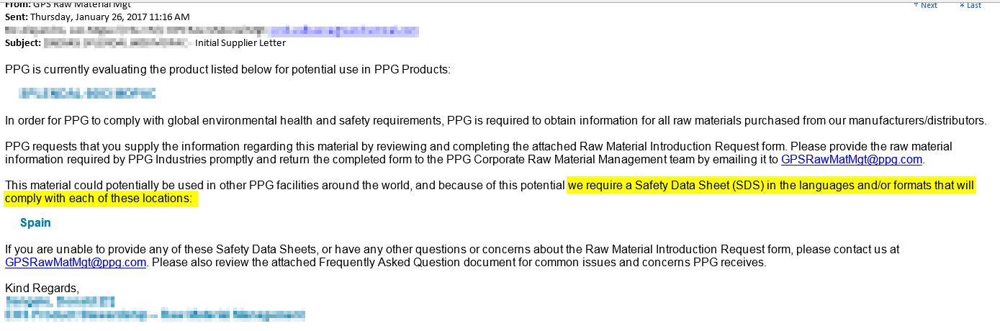 From: GPS Raw Material Mgt
Next Last
Sent: Thursday, January 26, 2017 11:16 AM
Subject: - Initial Supplier Letter
PPG is currently evaluating the product listed below for potential use in PPG Products:
In order for PPG to comply with global environmental health and safety requirements, PPG is required to obtain information for all raw materials purchased from our manufacturers/distributors.
PPG requests that you supply the information regarding this material by reviewing and completing the attached Raw Material Introduction Request form. Please provide the raw material
information required by PPG Industries promptly and return the completed form to the PPG Corporate Raw Material Management team by emailing it to GPSRawMatMgt@ppg.com.
This material could potentially be used in other PPG facilities around the world, and because of this potential we require a Safety Data Sheet (SDS) in the languages and/or formats that will
comply with each of these locations:
Spain
If you are unable to provide any of these Safety Data Sheets, or have any other questions or concerns about the Raw Material Introduction Request form, please contact us at
GPSRawMatMgt@ppg.com. Please also review the attached Frequently Asked Question document for common issues and concerns PPG receives.
Kind Regards,